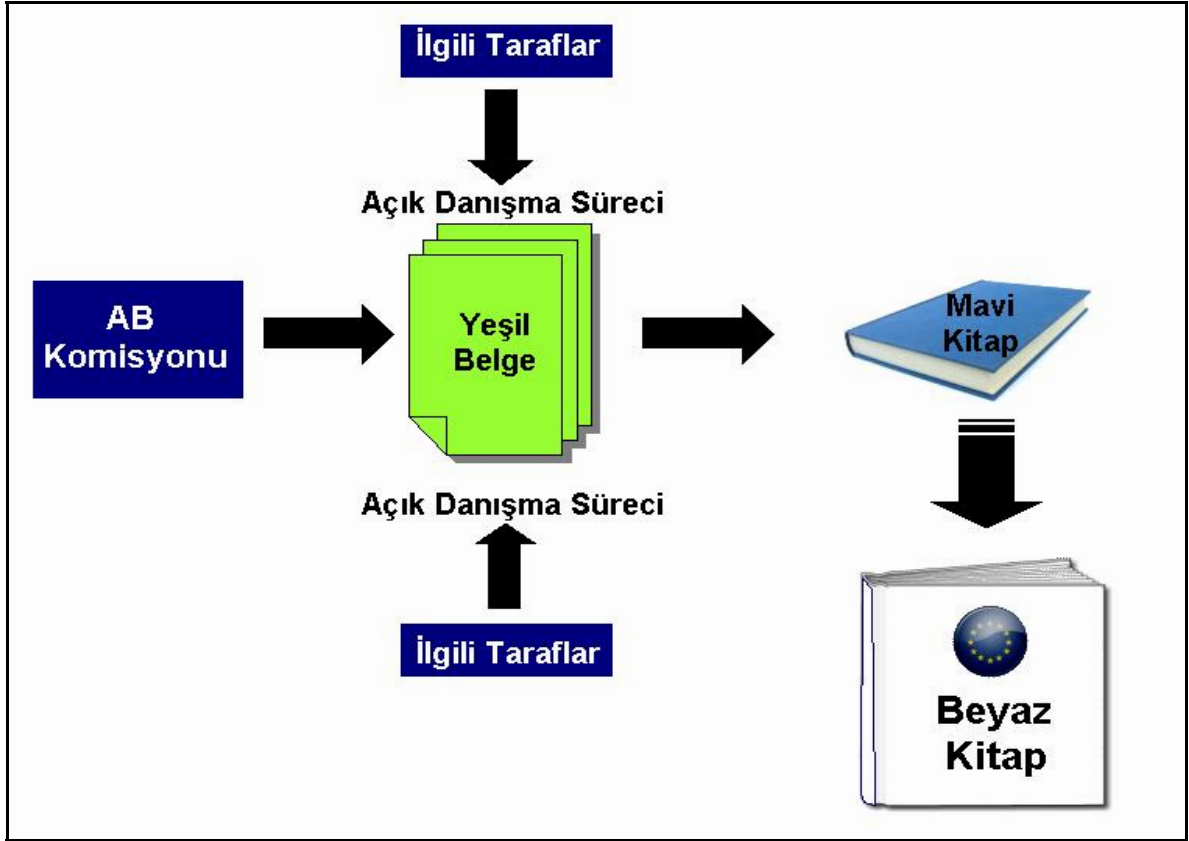 İlgili Taraflar
Açık Danışma Süreci
AB
Komisyonu
Yeşil
Belge
Mavi
Kitap
Açık Danışma Süreci
İlgili Taraflar
Beyaz
Kitap